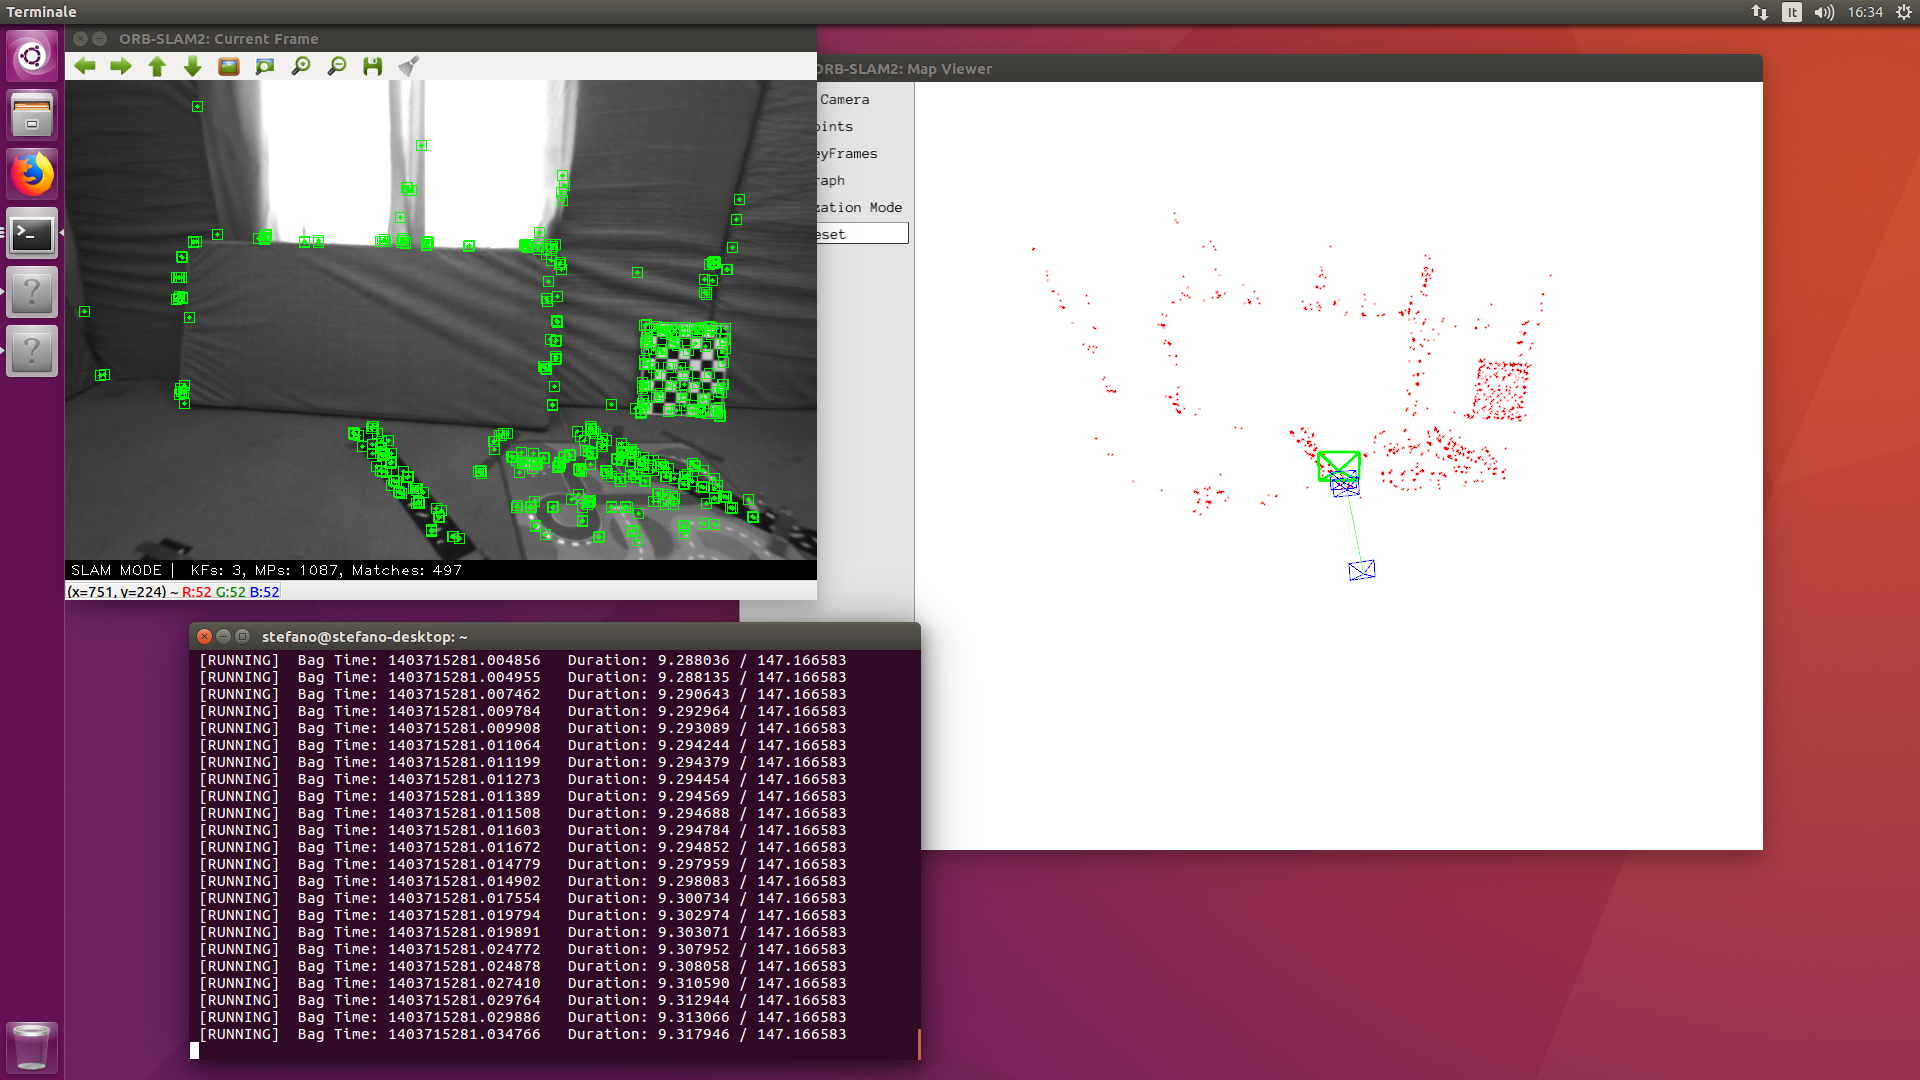 Terminale
It
16:34
ORB-SLAM2: Current Frame
SLAM MODE | KFs: 3, MPs: 1087, Matches: 497
(x=751, y=224) ~ R:52 G:52 B:52
ORB-SLAM2: Map Viewer
Camera
oints
eyFrames
raph
zation Mode
eset
stefano@stefano-desktop: ~
[RUNNING] Bag Time: 1403715281.004856 Duration: 9.288036 / 147.166583
[RUNNING] Bag Time: 1403715281.004955 Duration: 9.288135 / 147.166583
[RUNNING] Bag Time: 1403715281.007462 Duration: 9.290643 / 147.166583
[RUNNING] Bag Time: 1403715281.009784 Duration: 9.292964 / 147.166583
[RUNNING] Bag Time: 1403715281.009908 Duration: 9.293089 / 147.166583
[RUNNING] Bag Time: 1403715281.011064 Duration: 9.294244 / 147.166583
[RUNNING] Bag Time: 1403715281.011199 Duration: 9.294379 / 147.166583
[RUNNING] Bag Time: 1403715281.011273 Duration: 9.294454 / 147.166583
[RUNNING] Bag Time: 1403715281.011389 Duration: 9.294569 / 147.166583
[RUNNING] Bag Time: 1403715281.011508 Duration: 9.294688 / 147.166583
[RUNNING] Bag Time: 1403715281.011603 Duration: 9.294784 / 147.166583
[RUNNING] Bag Time: 1403715281.011672 Duration: 9.294852 / 147.166583
[RUNNING] Bag Time: 1403715281.014779 Duration: 9.297959 / 147.166583
[RUNNING] Bag Time: 1403715281.014902 Duration: 9.298083 / 147.166583
[RUNNING] Bag Time: 1403715281.017554 Duration: 9.300734 / 147.166583
[RUNNING] Bag Time: 1403715281.019794 Duration: 9.302974 / 147.166583
[RUNNING] Bag Time: 1403715281.019891 Duration: 9.303071 / 147.166583
[RUNNING] Bag Time: 1403715281.024772 Duration: 9.307952 / 147.166583
[RUNNING] Bag Time: 1403715281.024878 Duration: 9.308058 / 147.166583
[RUNNING] Bag Time: 1403715281.027410 Duration: 9.310590 / 147.166583
[RUNNING] Bag Time: 1403715281.029764 Duration: 9.312944 / 147.166583
[RUNNING] Bag Time: 1403715281.029886 Duration: 9.313066 / 147.166583
[RUNNING] Bag Time: 1403715281.034766 Duration: 9.317946 / 147.166583